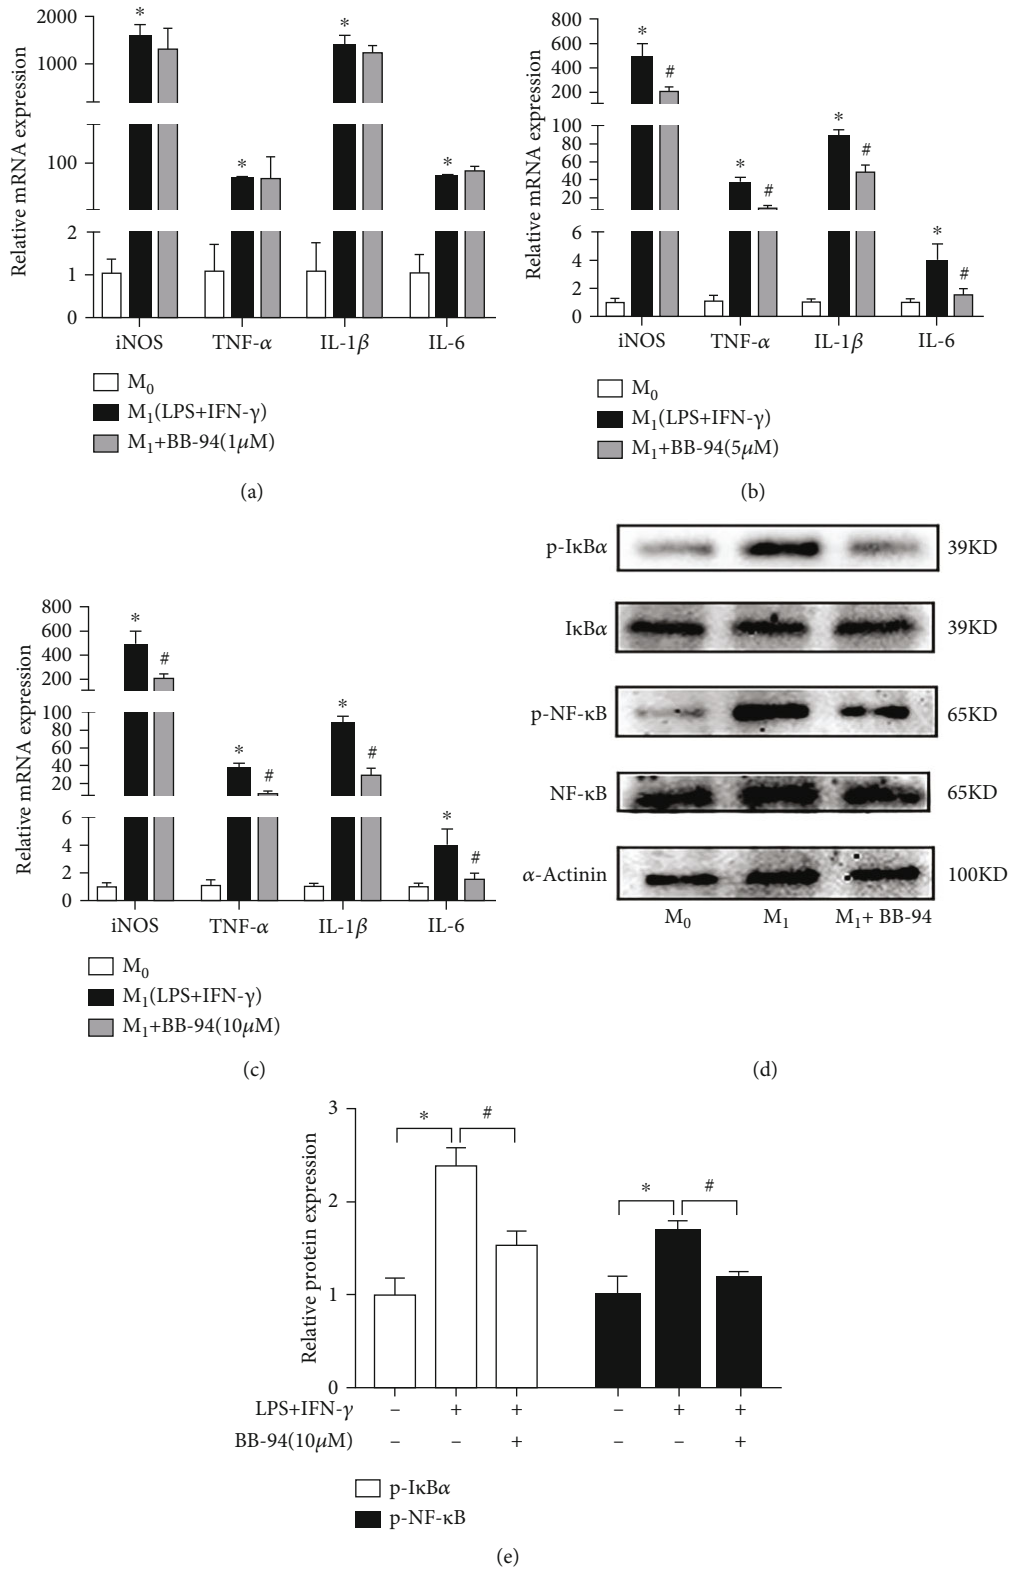 Relative mRNA expression
2000
1000
100
2
1
0
* * * *
iNOS TNF-α IL-1β IL-6
M0
M1(LPS+IFN-γ)
M1+BB-94(1μM)
(a)
Relative mRNA expression
800
600
400
200
100
80
60
40
20
6
4
2
0
* # * # * # * #
iNOS TNF-α IL-1β IL-6
M0
M1(LPS+IFN-γ)
M1+BB-94(5μM)
(b)
Relative mRNA expression
800
600
400
200
100
80
60
40
20
6
4
2
0
* # * # * # * #
iNOS TNF-α IL-1β IL-6
M0
M1(LPS+IFN-γ)
M1+BB-94(10μM)
(c)
p-IκBα 39KD
IκBα 39KD
p-NF-κB 65KD
NF-κB 65KD
α-Actinin 100KD
M0 M1 M1+ BB-94
(d)
Relative protein expression
3
2
1
0
* # * #
LPS+IFN-γ – + + – + +
BB-94(10μM) – – + – – +
p-IκBα
p-NF-κB
(e)